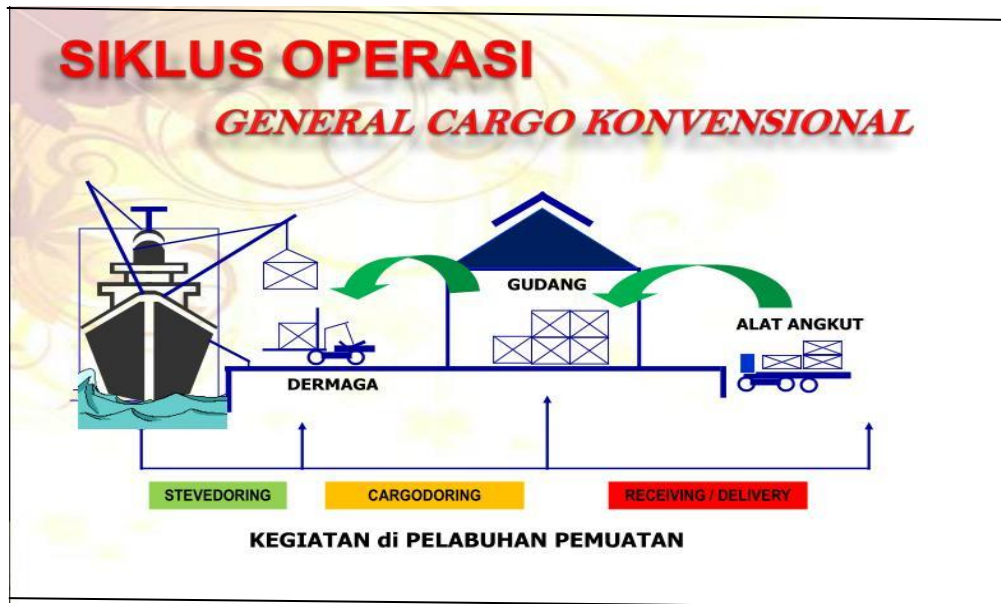 SIKLUS OPERASI
GENERAL CARGO KONVENSIONAL
GUDANG
ALAT ANGKUT
DERMAGA
STEVEDORING
CARGODORING
RECEIVING / DELIVERY
KEGIATAN di PELABUHAN PEMUATAN